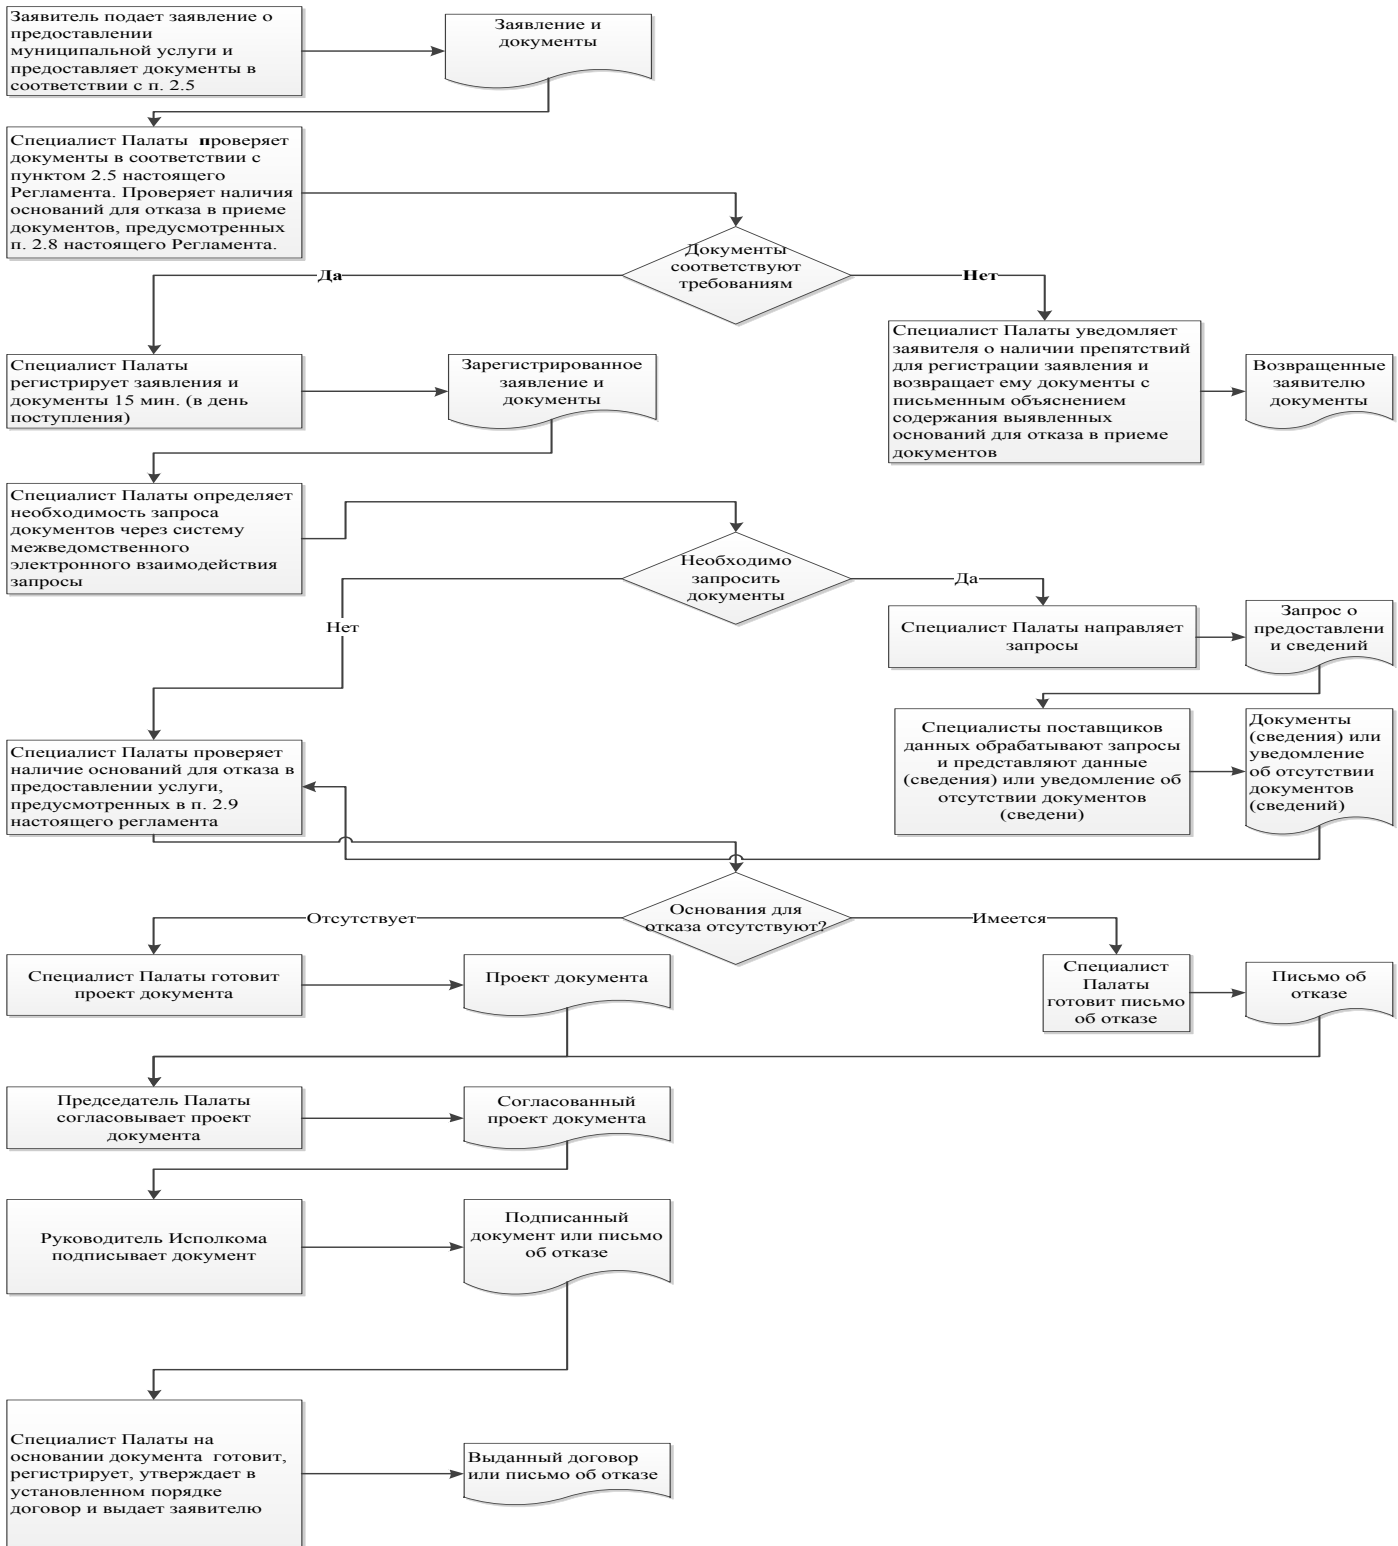 Заявитель подает заявление о
предоставлении
муниципальной услуги и
предоставляет документы в
соответствии с п. 2.5
Заявление и
документы
Специалист Палаты проверяет
документы в соответствии с
пунктом 2.5 настоящего
Регламента. Проверяет наличия
оснований для отказа в приеме
документов, предусмотренных
п. 2.8 настоящего Регламента.
Документы
соответствуют
требованиям
Да
Нет
Специалист Палаты
регистрирует заявления и
документы 15 мин. (в день
поступления)
Зарегистрированное
заявление и
документы
Специалист Палаты уведомляет
заявителя о наличии препятствий
для регистрации заявления и
возвращает ему документы с
письменным объяснением
содержания выявленных
оснований для отказа в приеме
документов
Возвращенные
заявителю
документы
Специалист Палаты определяет
необходимость запроса
документов через систему
межведомственного
электронного взаимодействия
запросы
Необходимо
запросить
документы
Да
Нет
Специалист Палаты направляет
запросы
Запрос о
предоставлени
и сведений
Специалист Палаты проверяет
наличие оснований для отказа в
предоставлении услуги,
предусмотренных в п. 2.9
настоящего регламента
Специалисты поставщиков
данных обрабатывают запросы
и представляют данные
(сведения) или уведомление об
отсутствии документов
(сведени)
Документы
(сведения) или
уведомление
об отсутствии
документов
(сведений)
Основания для
отказа отсутствуют?
Отсутствует
Имеется
Специалист Палаты готовит
проект документа
Проект документа
Специалист
Палаты
готовит письмо
об отказе
Письмо об
отказе
Председатель Палаты
согласовывает проект
документа
Согласованный
проект документа
Руководитель Исполкома
подписывает документ
Подписанный
документ или письмо
об отказе
Специалист Палаты на
основании документа готовит,
регистрирует, утверждает в
установленном порядке
договор и выдает заявителю
Выданный договор
или письмо об отказе